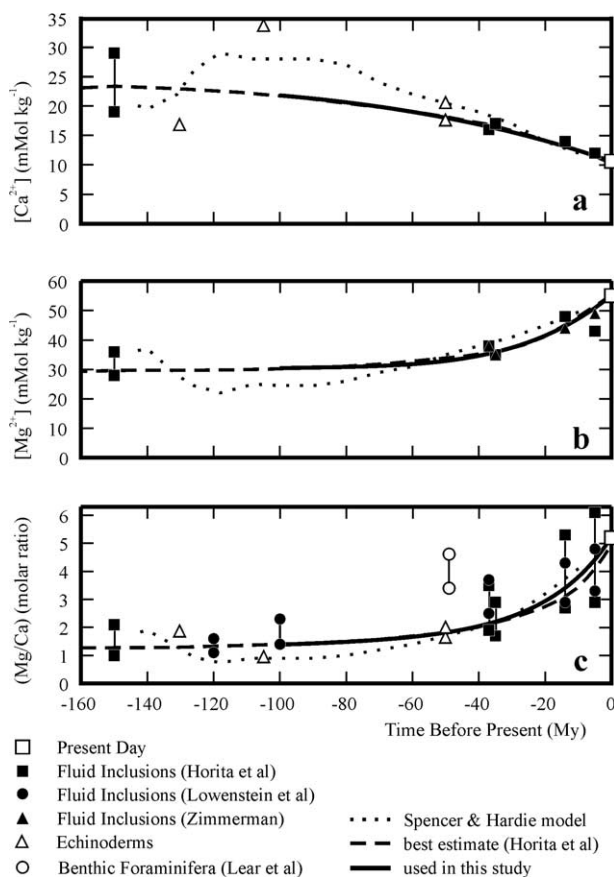 35
30
25
20
15
10
5
0
[Ca2+] (mMol kg-1)
a
60
50
40
30
20
10
0
[Mg2+] (mMol kg-1)
b
6
5
4
3
2
1
0
(Mg/Ca) (molar ratio)
c
-160 -140 -120 -100 -80 -60 -40 -20 0
Time Before Present (My)
Present Day
Fluid Inclusions (Horita et al)
Fluid Inclusions (Lowenstein et al)
Fluid Inclusions (Zimmerman)
Echinoderms
Benthic Foraminifera (Lear et al)
Spencer & Hardie model
best estimate (Horita et al)
used in this study